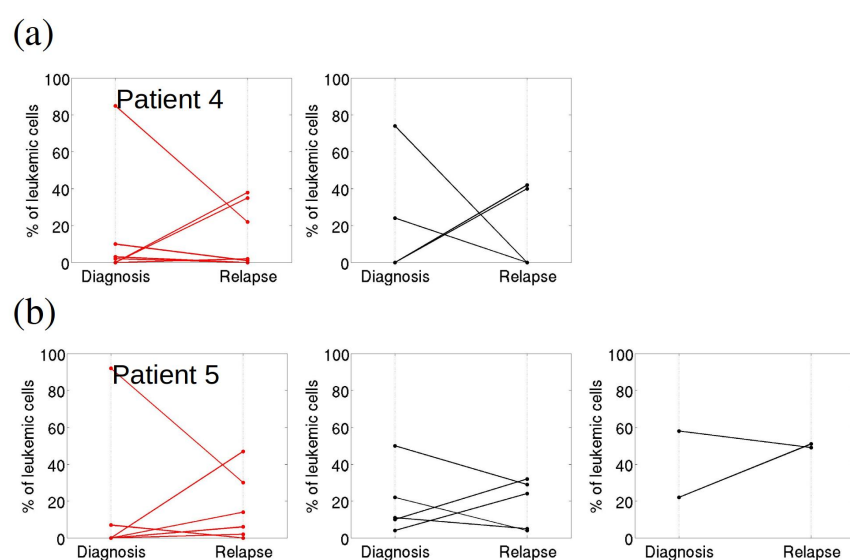 (a)
100
80
60
40
20
0
% of leukemic cells
Patient 4
Diagnosis Relapse
100
80
60
40
20
0
% of leukemic cells
Diagnosis Relapse
(b)
100
80
60
40
20
0
% of leukemic cells
Patient 5
Diagnosis Relapse
100
80
60
40
20
0
% of leukemic cells
Diagnosis Relapse
100
80
60
40
20
0
% of leukemic cells
Diagnosis Relapse